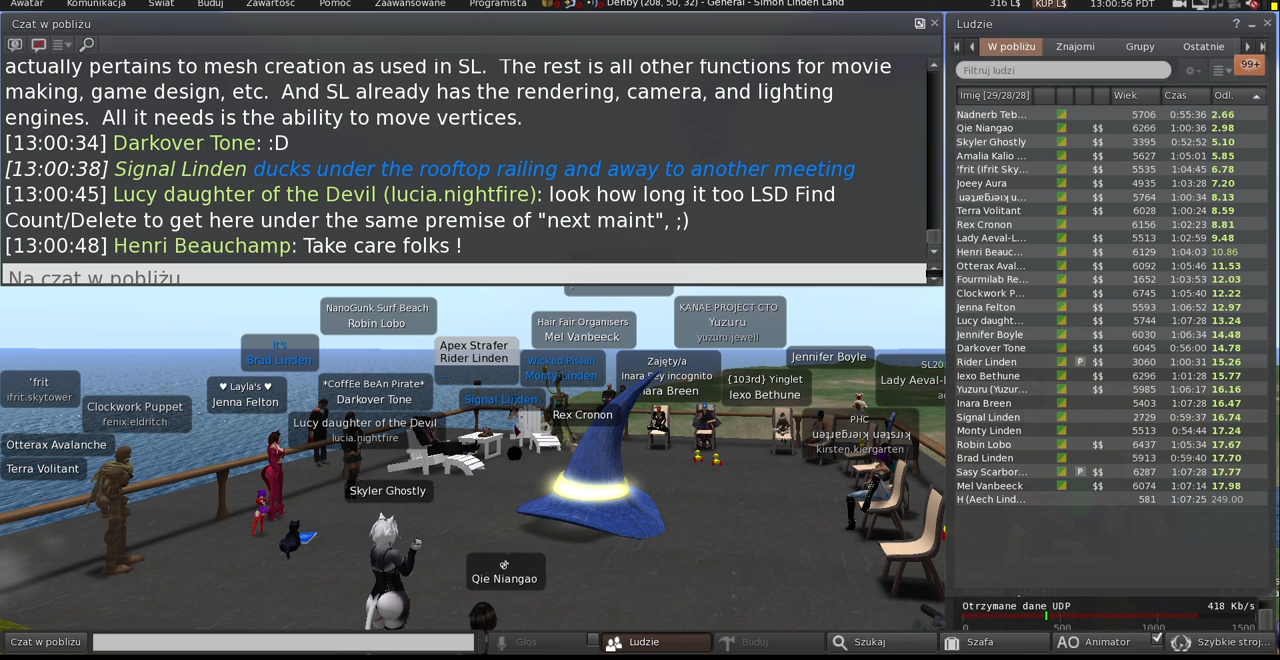 Awatar Komunikacja Świat Buduj Zawartość Pomoc Zaawansowane Programista Denby (208, 50, 32) - General - Simon Linden Land 316 L$ KUP L$ 13:00:56 PDT
Czat w pobliżu
actually pertains to mesh creation as used in SL. The rest is all other functions for movie
making, game design, etc. And SL already has the rendering, camera, and lighting
engines. All it needs is the ability to move vertices.
[13:00:34] Darkover Tone: :D
[13:00:38] Signal Linden ducks under the rooftop railing and away to another meeting
[13:00:45] Lucy daughter of the Devil (lucia.nightfire): look how long it too LSD Find
Count/Delete to get here under the same premise of "next maint", ;)
[13:00:48] Henri Beauchamp: Take care folks !
Na czat w pobliżu
NanoGunk Surf Beach
Robin Lobo
It's
Brad Linden
Apex Strafer
Rider Linden
...
Hair Fair Organisers
Mel Vanbeeck
Wicked Pissah
Monty Linden
KANAE PROJECT CTO
Yuzuru
yuzuru.jewell
Jennifer Boyle
Zajęty/a
Inara Pey incognito
Inara Breen
{103rd} Yinglet
Iexo Bethune
SL20
Lady Aeval-L
'frit
ifrit.skytower
Clockwork Puppet
fenix.eldritch
♥ Layla's ♥
Jenna Felton
*CoffEe BeAn Pirate*
Darkover Tone
Signal Linden
Rex Cronon
Lucy daughter of the Devil
lucia.nightfire
PHC
kirsten.kiergarten
Otterax Avalanche
Terra Volitant
Skyler Ghostly
Qie Niangao
Ludzie
? _ ×
W pobliżu Znajomi Grupy Ostatnie
99+
Filtruj ludzi
Imię [29/28/28] Wiek Czas Odl.
Nadnerb Teb... 5706 0:55:36 2.66
Qie Niangao $$ 6266 1:00:36 2.98
Skyler Ghostly $$ 3395 0:52:52 5.10
Amalia Kalio ... $$ 5627 1:05:01 5.85
'frit (Ifrit Sky... $$ 5535 1:04:45 6.78
Joeey Aura $$ 4935 1:03:28 7.20
$$ 5764 1:00:34 8.13
Terra Volitant $$ 6028 1:00:24 8.59
Rex Cronon 6156 1:02:23 8.81
Lady Aeval-L... $$ 5513 1:02:59 9.48
Henri Beauc... $$ 6129 1:04:03 10.86
Otterax Aval... $$ 6092 1:05:46 11.53
Fourmilab Re... $$ 1652 1:03:53 12.03
Clockwork P... $$ 6745 1:05:40 12.22
Jenna Felton $$ 5593 1:06:52 12.97
Lucy daught... $$ 5744 1:07:28 13.24
Jennifer Boyle $$ 6030 1:06:34 14.48
Darkover Tone $$ 6045 0:56:00 14.78
Rider Linden P $$ 3060 1:00:31 15.26
Iexo Bethune $$ 6296 1:01:28 15.77
Yuzuru (Yuzur... $$ 5985 1:06:17 16.16
Inara Breen 5403 1:07:28 16.47
Signal Linden 2729 0:59:37 16.74
Monty Linden 5513 0:54:44 17.24
Robin Lobo $$ 6437 1:05:34 17.67
Brad Linden 5913 0:59:40 17.70
Sasy Scarbor... P $$ 6287 1:07:28 17.77
Mel Vanbeeck $$ 6074 1:07:14 17.98
H (Aech Lind... 581 1:07:25 249.00
Otrzymane dane UDP 418 Kb/s
0 500 1000 1500
Czat w pobliżu Głos Ludzie Buduj Szukaj Szafa AO Animator Szybkie stroj...